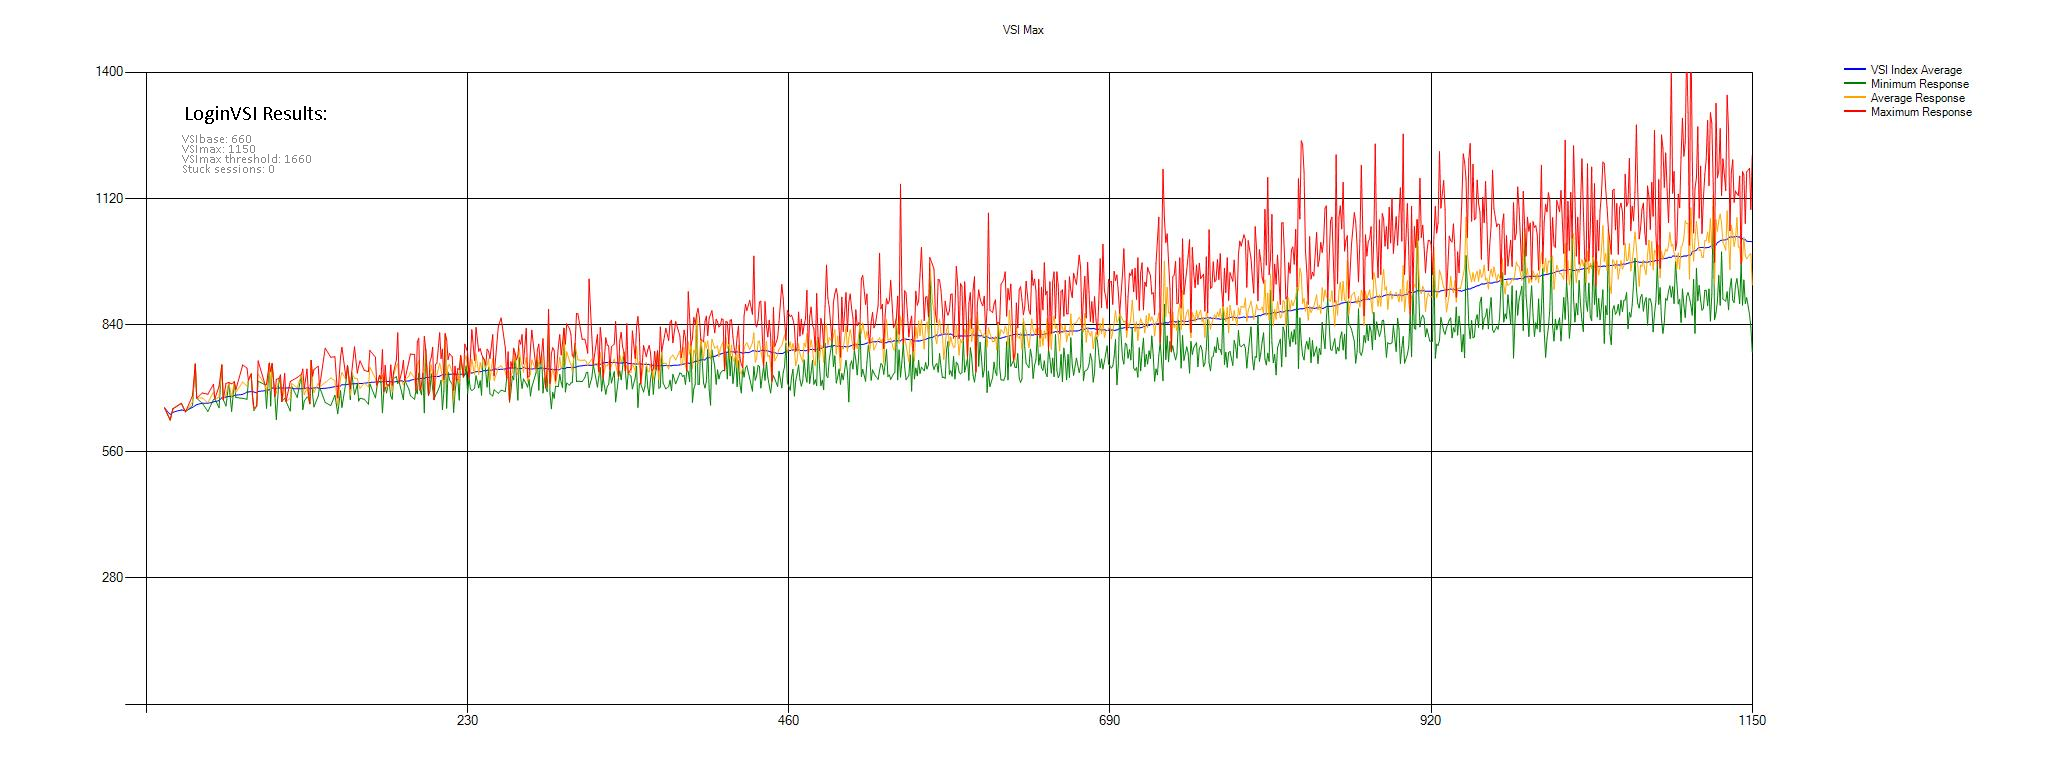 VSI Max
1400
1120
840
560
280
230
460
690
920
1150
LoginVSI Results:
VSIbase: 660
VSImax: 1150
VSImax threshold: 1660
Stuck sessions: 0
VSI Index Average
Minimum Response
Average Response
Maximum Response